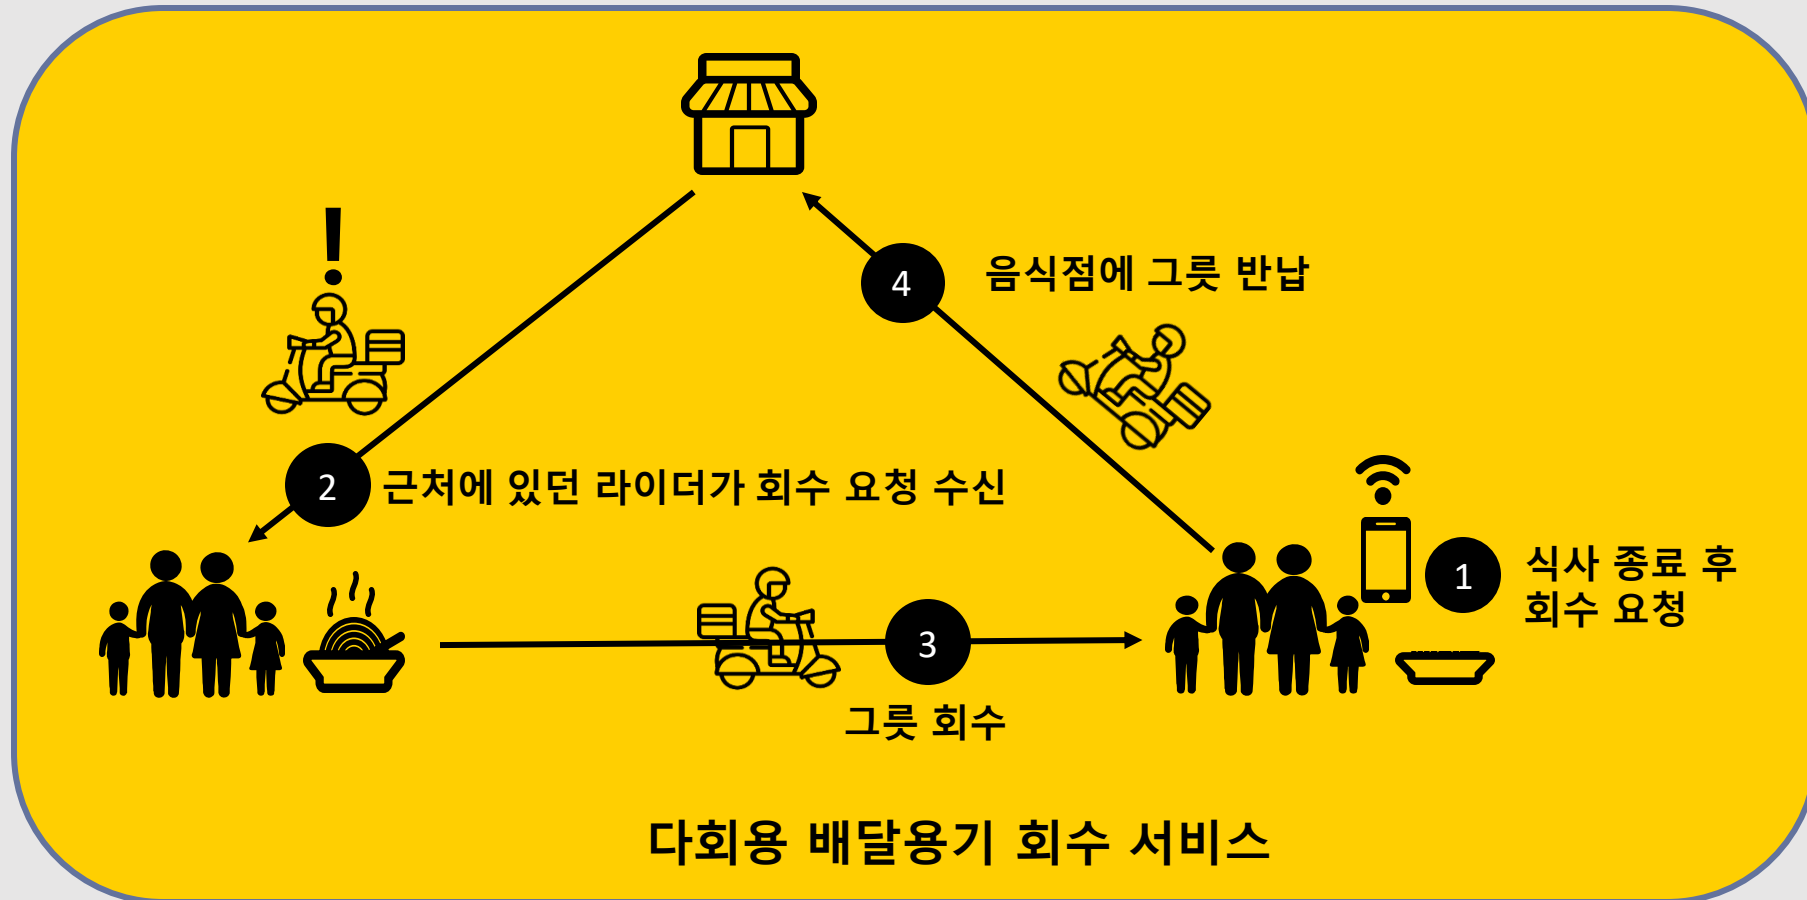 !
4
음식점에 그릇 반납
2
근처에 있던 라이더가 회수 요청 수신
1
식사 종료 후
회수 요청
3
그릇 회수
다회용 배달용기 회수 서비스